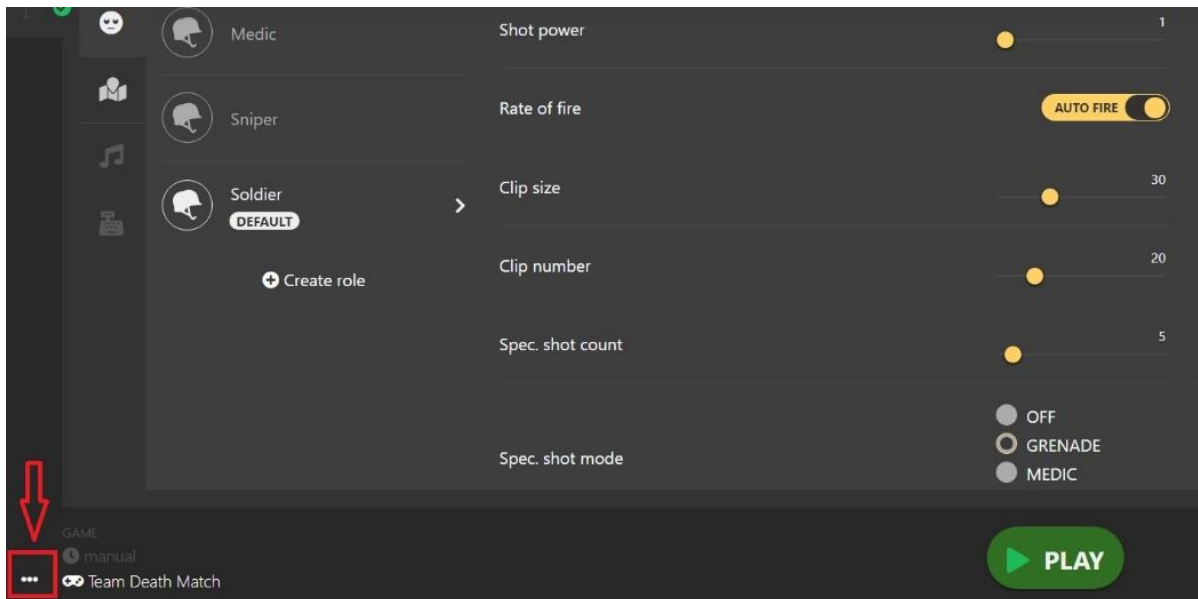 Medic
Sniper
Soldier
DEFAULT
Create role
Shot power
1
Rate of fire
AUTO FIRE
Clip size
30
Clip number
20
Spec. shot count
5
Spec. shot mode
OFF
GRENADE
MEDIC
GAME
manual
Team Death Match
PLAY